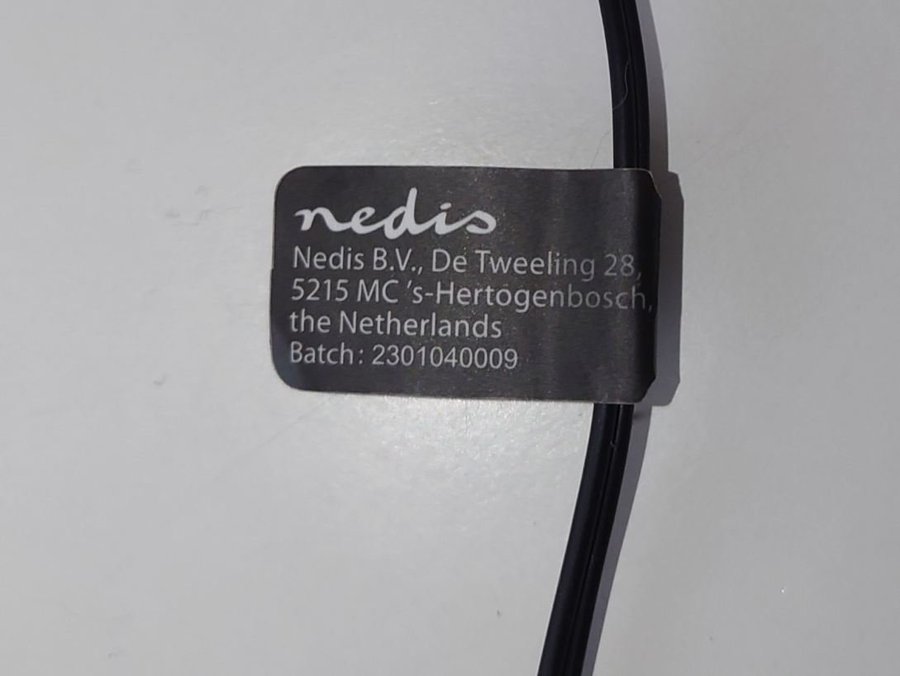 nedis
Nedis B.V., De Tweeling 28,
5215 MC 's-Hertogenbosch,
the Netherlands
Batch: 2301040009